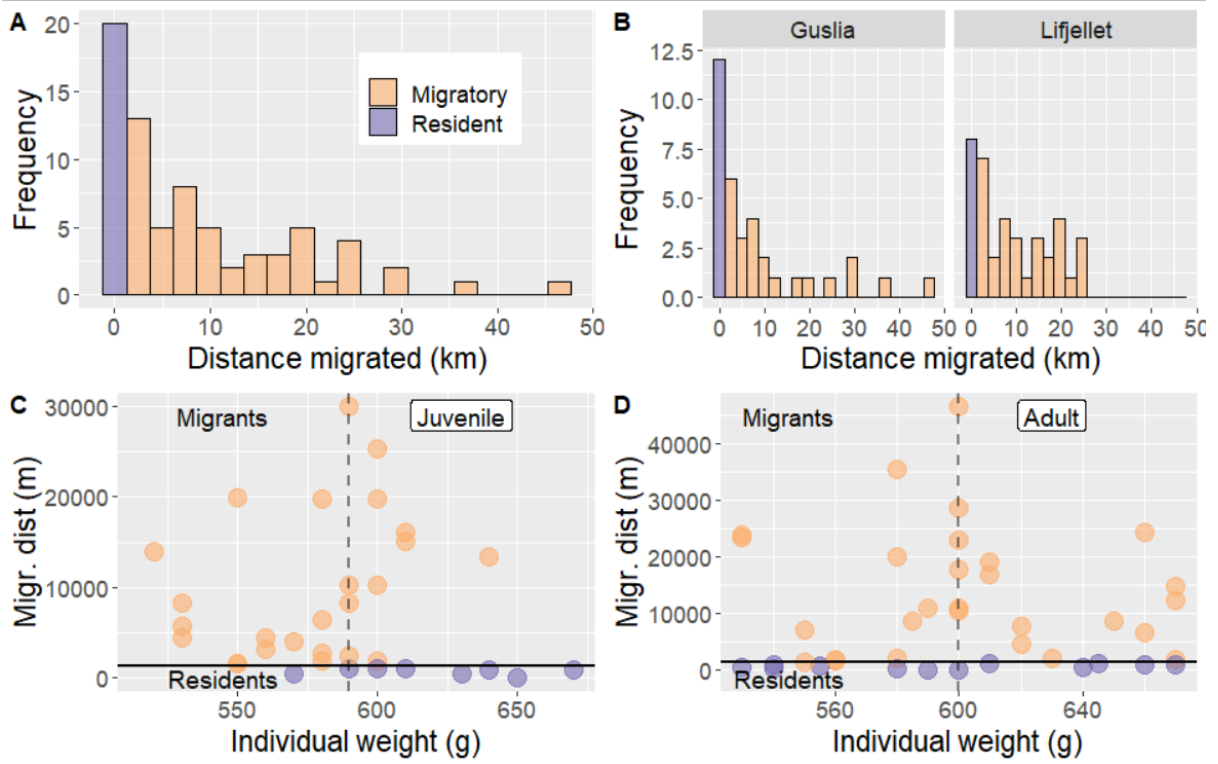 A
Frequency
20
15
10
5
0
Migratory
Resident
0 10 20 30 40 50
Distance migrated (km)
B
Guslia Lifjellet
Frequency
12.5
10.0
7.5
5.0
2.5
0.0
0 10 20 30 40 50 0 10 20 30 40 50
Distance migrated (km)
C
Migrants Juvenile
Migr. dist (m)
30000
20000
10000
0
Residents
550 600 650
Individual weight (g)
D
Migrants Adult
Migr. dist (m)
40000
30000
20000
10000
0
Residents
560 600 640
Individual weight (g)